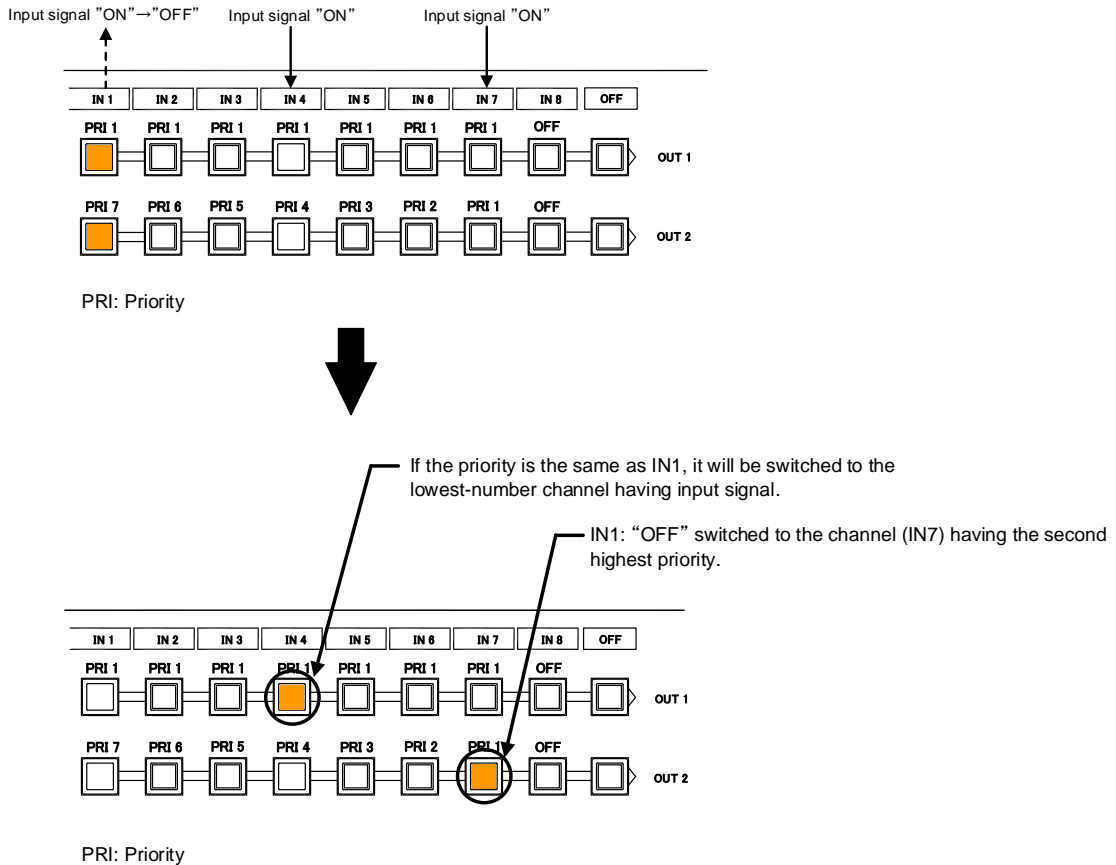 Input signal ”ON”→”OFF” Input signal ”ON” Input signal ”ON”
IN 1 IN 2 IN 3 IN 4 IN 5 IN 6 IN 7 IN 8 OFF
PRI 1 PRI 1 PRI 1 PRI 1 PRI 1 PRI 1 PRI 1 OFF
OUT 1
PRI 7 PRI 6 PRI 5 PRI 4 PRI 3 PRI 2 PRI 1 OFF
OUT 2
PRI: Priority
If the priority is the same as IN1, it will be switched to the
lowest-number channel having input signal.
IN1: “OFF” switched to the channel (IN7) having the second
highest priority.
IN 1 IN 2 IN 3 IN 4 IN 5 IN 6 IN 7 IN 8 OFF
PRI 1 PRI 1 PRI 1 PRI 1 PRI 1 PRI 1 PRI 1 OFF
OUT 1
PRI 7 PRI 6 PRI 5 PRI 4 PRI 3 PRI 2 PRI 1 OFF
OUT 2
PRI: Priority